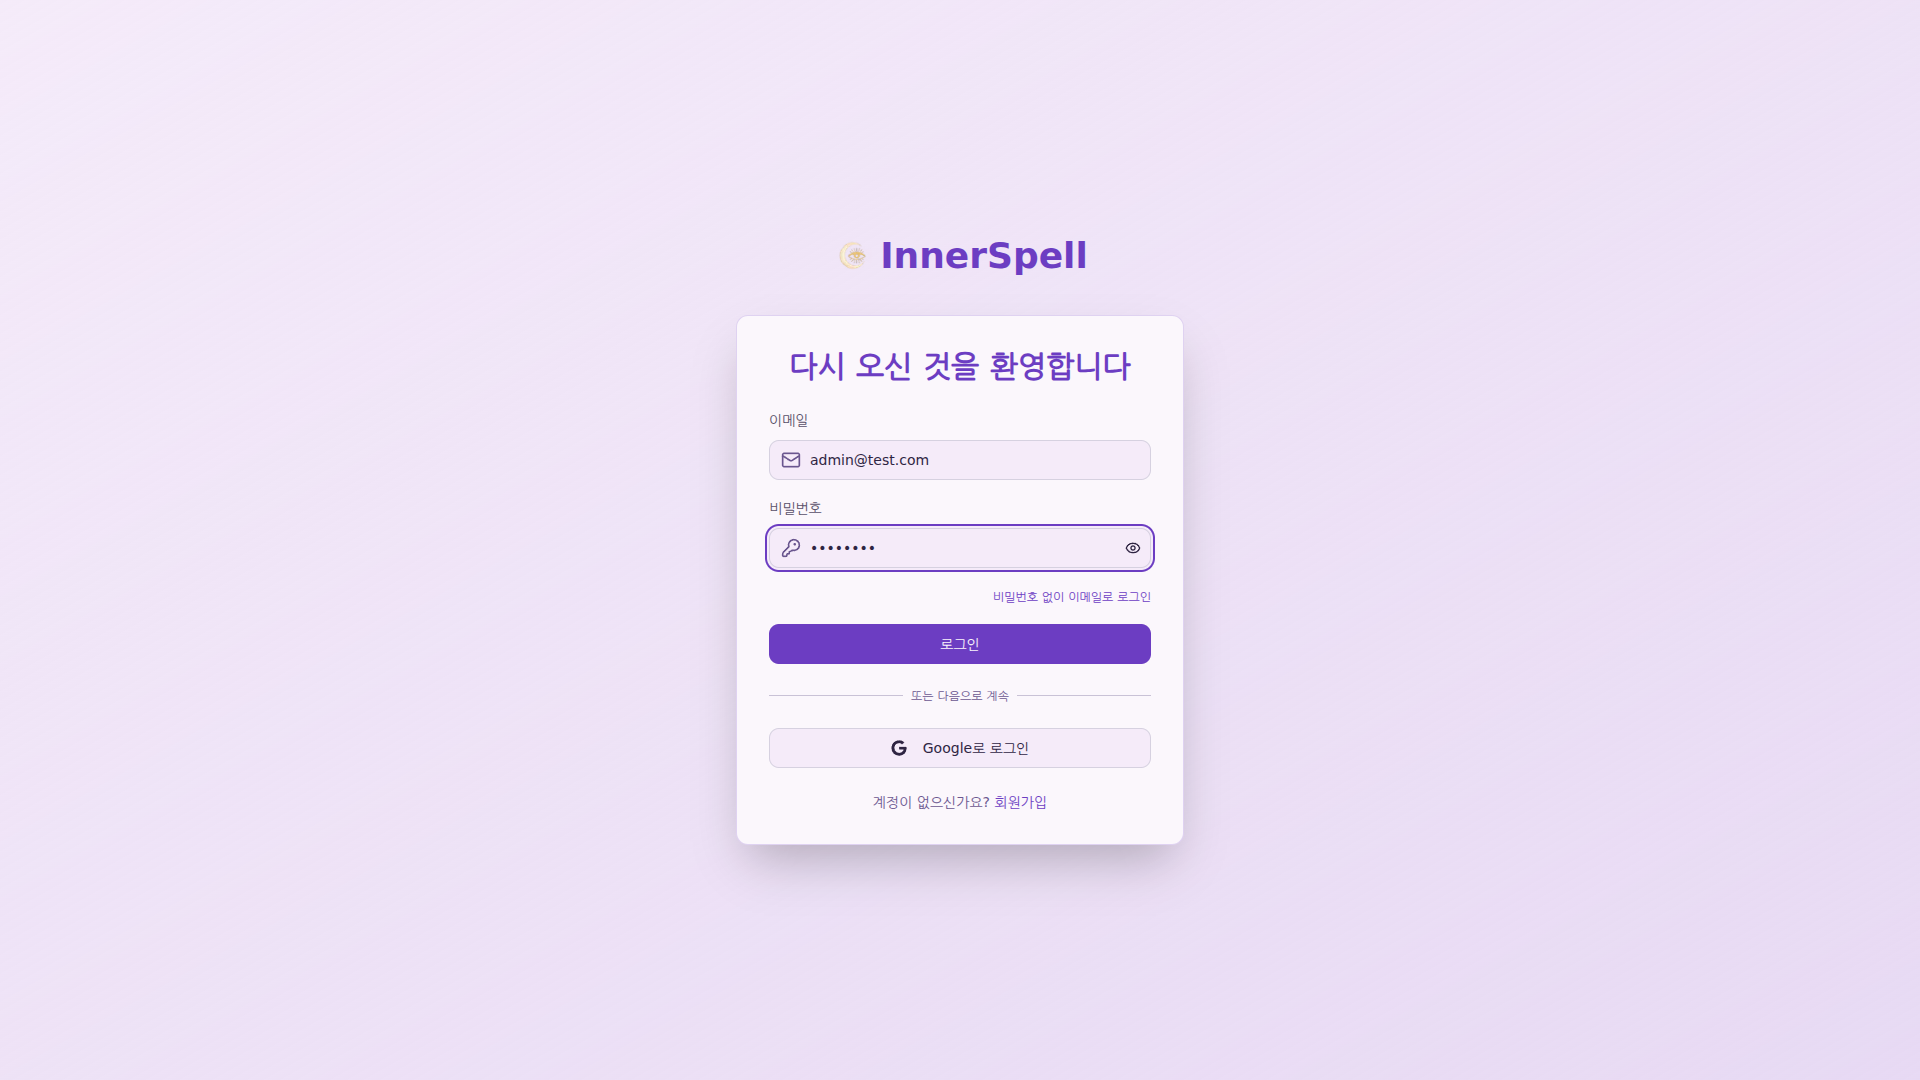 InnerSpell
다시 오신 것을 환영합니다
이메일
admin@test.com
비밀번호
••••••••
비밀번호 없이 이메일로 로그인
로그인
또는 다음으로 계속
Google로 로그인
계정이 없으신가요? 회원가입